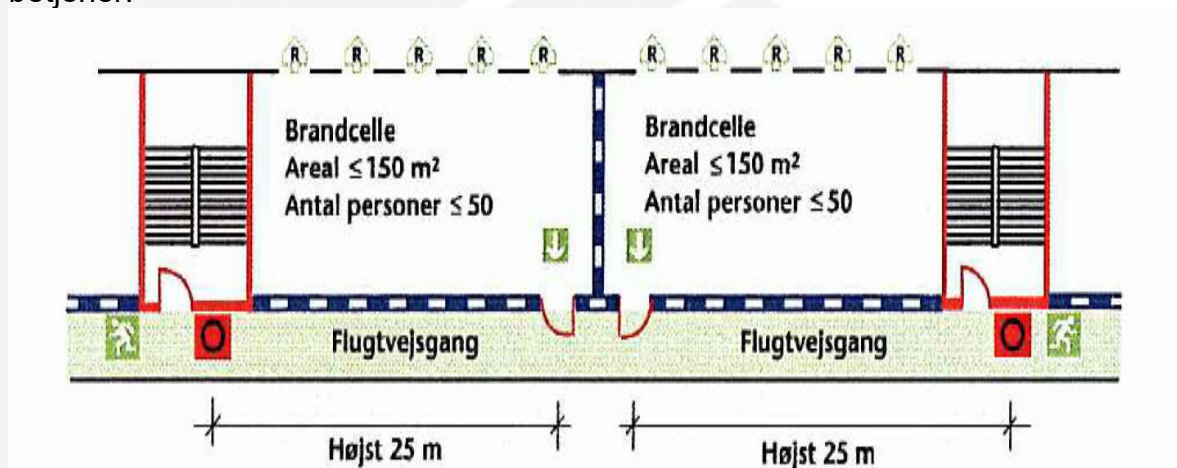 R R R R R R R R R R
Brandcelle
Areal ≤ 150 m²
Antal personer ≤ 50
Brandcelle
Areal ≤ 150 m²
Antal personer ≤ 50
Flugtvejsgang
Flugtvejsgang
Højst 25 m
Højst 25 m